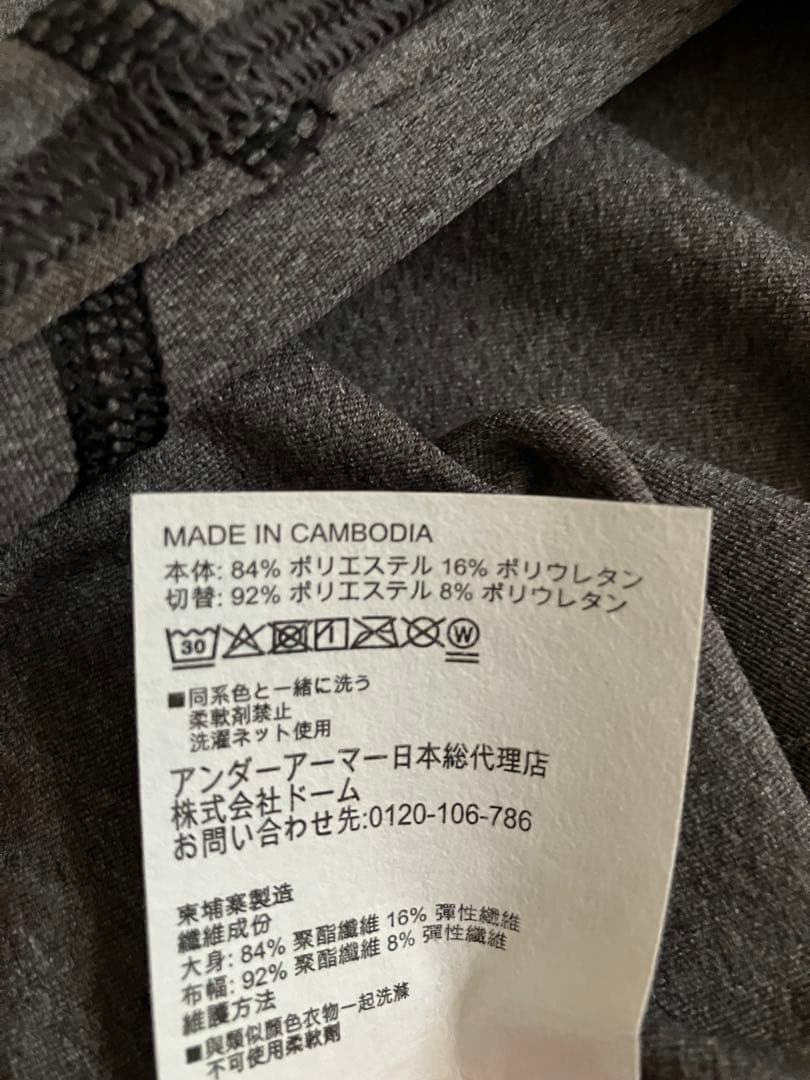 MADE IN CAMBODIA
本体: 84% ポリエステル 16% ポリウレタン
切替: 92% ポリエステル 8% ポリウレタン
30 W
■同系色と一緒に洗う
柔軟剤禁止
洗濯ネット使用
アンダーアーマー日本総代理店
株式会社ドーム
お問い合わせ先:0120-106-786
柬埔寨製造
纖維成份
大身: 84% 聚酯纖維 16% 彈性纖維
布幅: 92% 聚酯纖維 8% 彈性纖維
維護方法
■與類似顏色衣物一起洗滌
不可使用柔軟劑